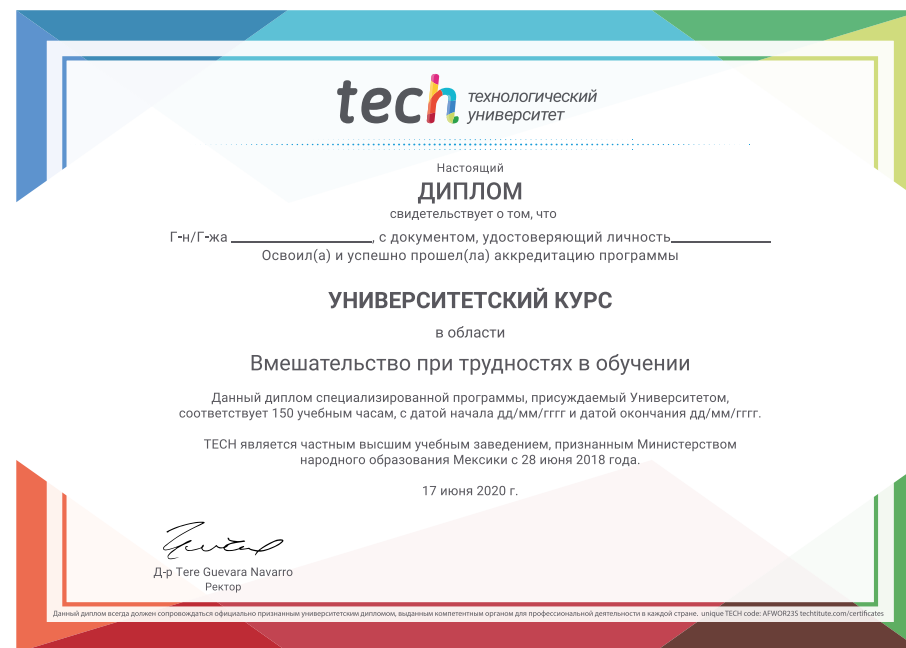 tech технологический
университет
Настоящий
ДИПЛОМ
свидетельствует о том, что
Г-н/Г-жа ____________________, с документом, удостоверяющий личность______________
Освоил(а) и успешно прошел(ла) аккредитацию программы
УНИВЕРСИТЕТСКИЙ КУРС
в области
Вмешательство при трудностях в обучении
Данный диплом специализированной программы, присуждаемый Университетом,
соответствует 150 учебным часам, с датой начала дд/мм/гггг и датой окончания дд/мм/гггг.
TECH является частным высшим учебным заведением, признанным Министерством
народного образования Мексики с 28 июня 2018 года.
17 июня 2020 г.
Д-р Tere Guevara Navarro
Ректор
Данный диплом всегда должен сопровождаться официально признанным университетским дипломом, выданным компетентным органом для профессиональной деятельности в каждой стране. unique TECH code: AFWOR23S techtitute.com/certificates